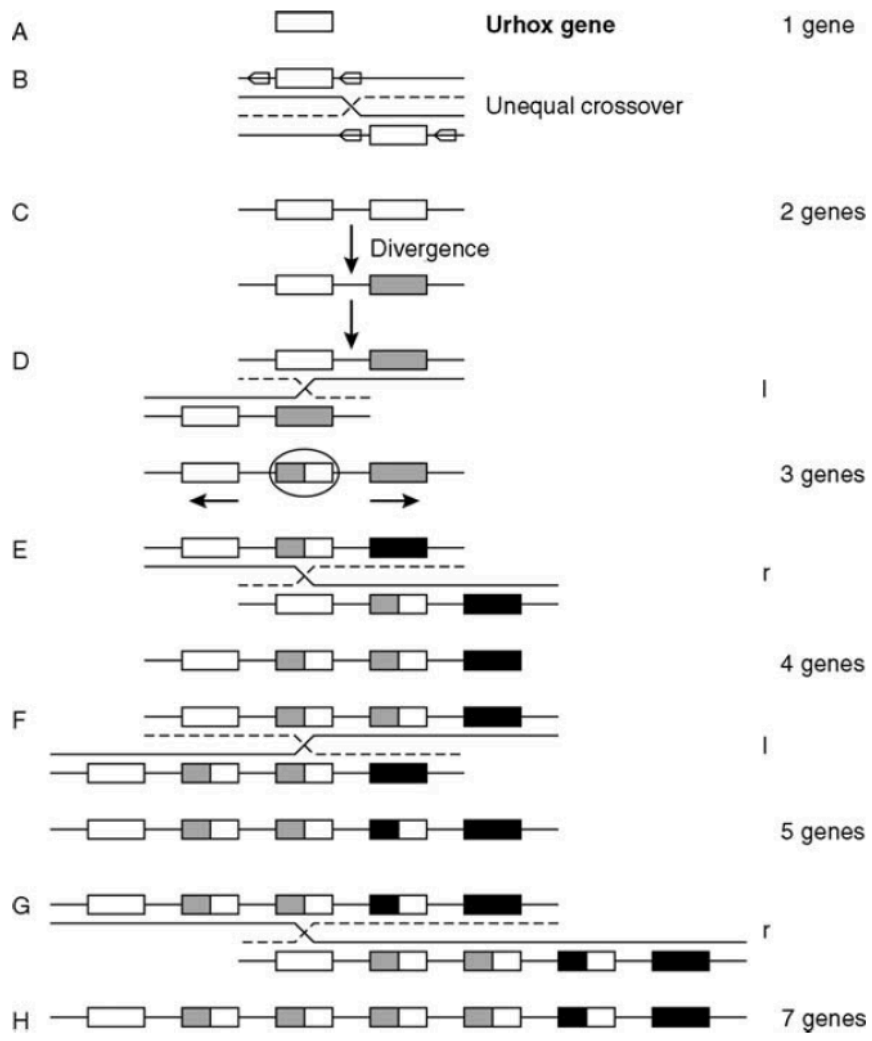 A Urhox gene 1 gene
B
Unequal crossover
C 2 genes
Divergence
D
l
3 genes
E
r
4 genes
F
l
5 genes
G
r
H 7 genes